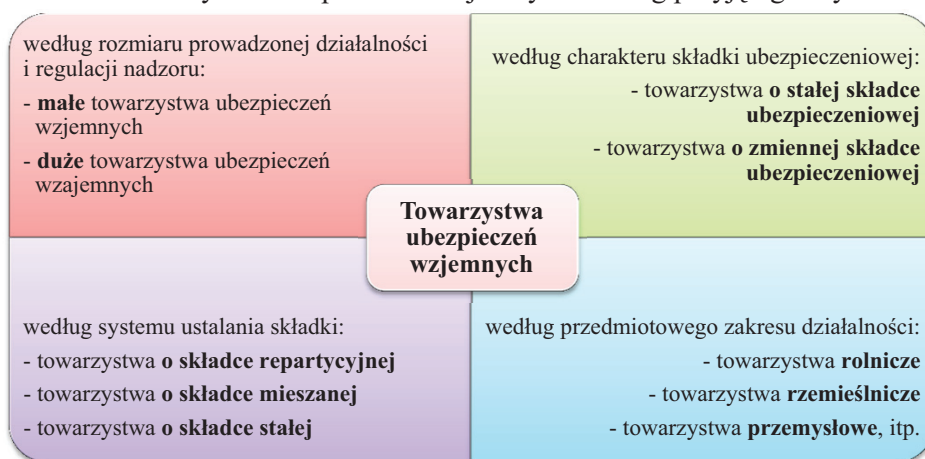 według rozmiaru prowadzonej działalności
i regulacji nadzoru:
- małe towarzystwa ubezpieczeń
wzjemnych
- duże towarzystwa ubezpieczeń
wzajemnych
według charakteru składki ubezpieczeniowej:
- towarzystwa o stałej składce
ubezpieczeniowej
- towarzystwa o zmiennej składce
ubezpieczeniowej
Towarzystwa
ubezpieczeń
wzjemnych
według systemu ustalania składki:
- towarzystwa o składce repartycyjnej
- towarzystwa o składce mieszanej
- towarzystwa o składce stałej
według przedmiotowego zakresu działalności:
- towarzystwa rolnicze
- towarzystwa rzemieślnicze
- towarzystwa przemysłowe, itp.